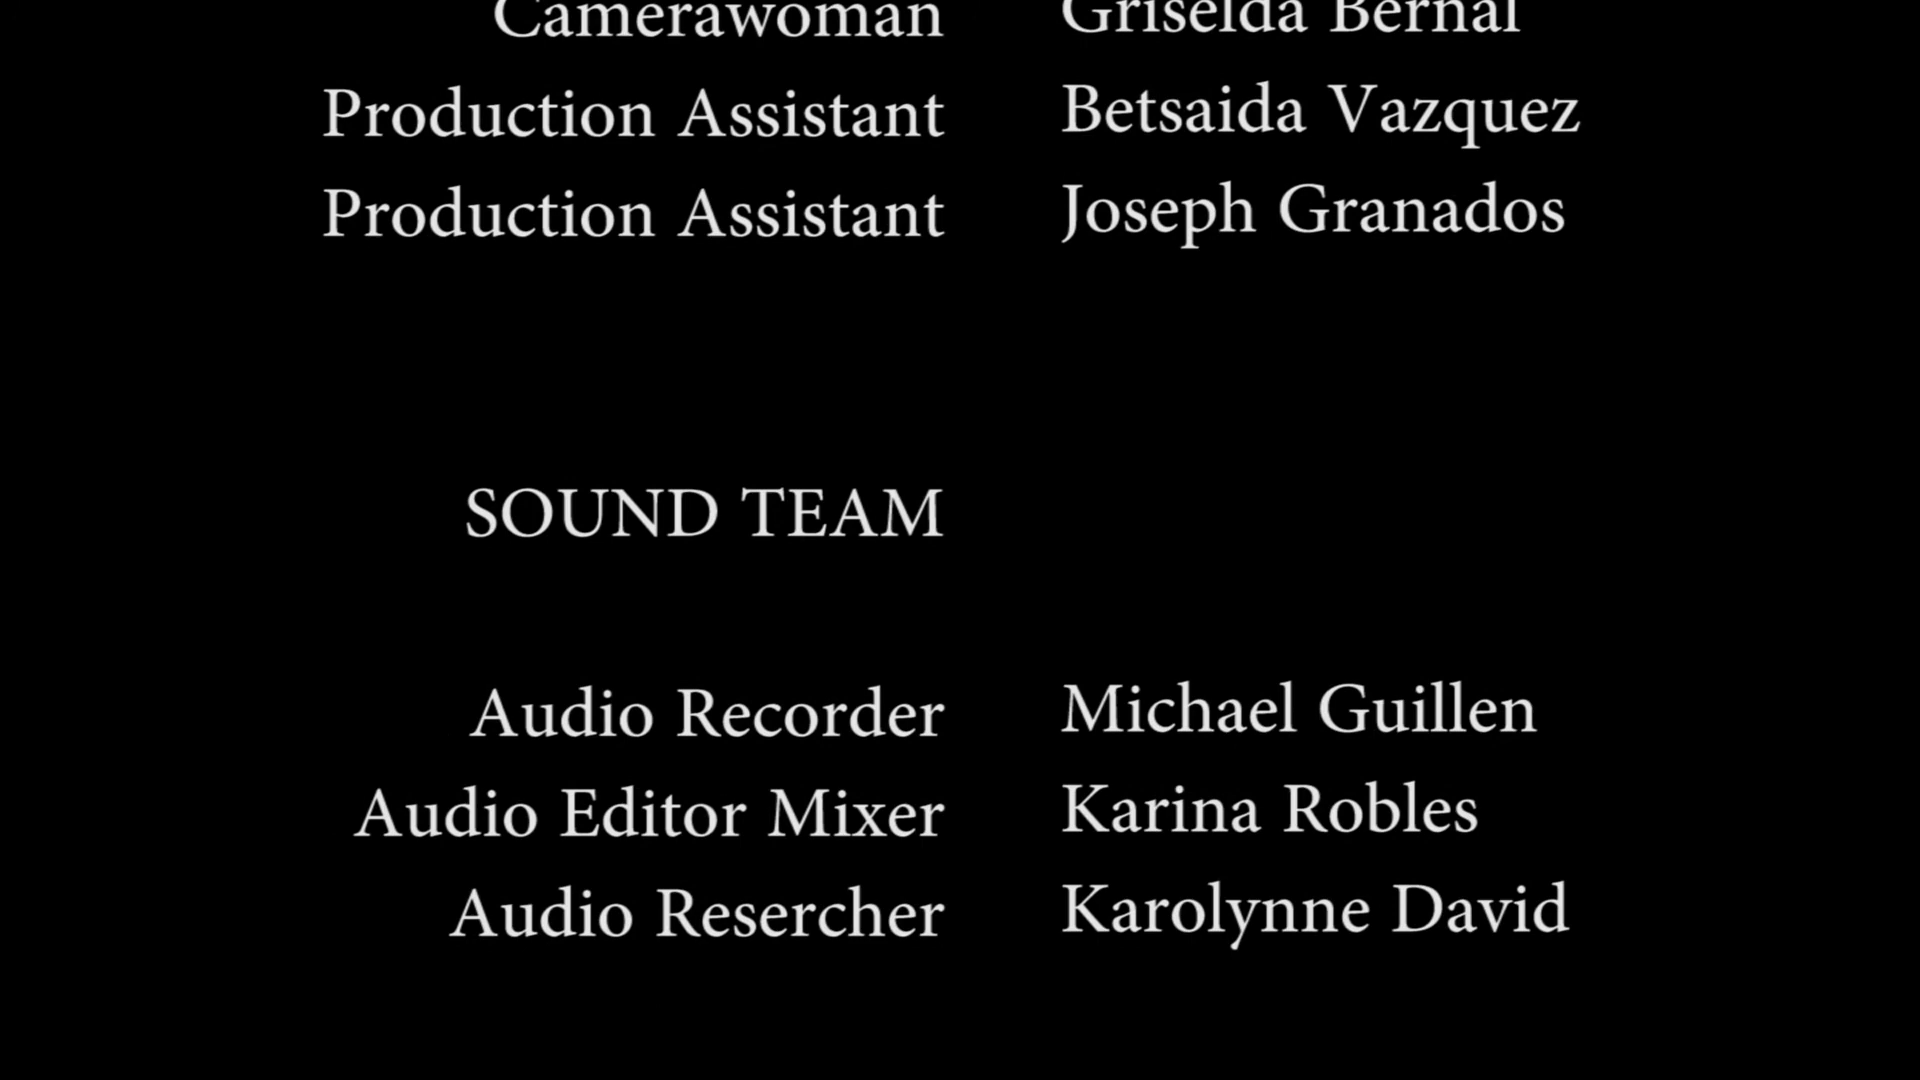 Camerawoman Griselda Bernal
Production Assistant Betsaida Vazquez
Production Assistant Joseph Granados
SOUND TEAM
Audio Recorder Michael Guillen
Audio Editor Mixer Karina Robles
Audio Resercher Karolynne David